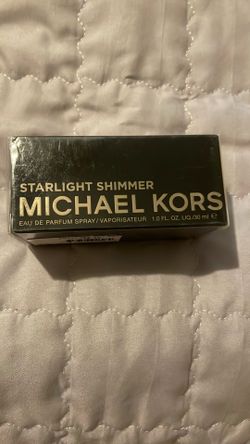 STARLIGHT SHIMMER
MICHAEL KORS
EAU DE PARFUM SPRAY/VAPORISATEUR 1.0 FL. OZ. LIQ./30 ml ℮